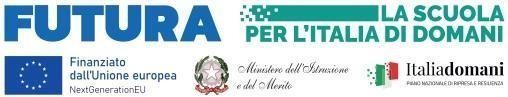 FUTURA
LA SCUOLA
PER L'ITALIA DI DOMANI
Finanziato
dall'Unione europea
NextGenerationEU
Ministero dell'Istruzione
e del Merito
Italiadomani
PIANO NAZIONALE DI RIPRESA E RESILIENZA